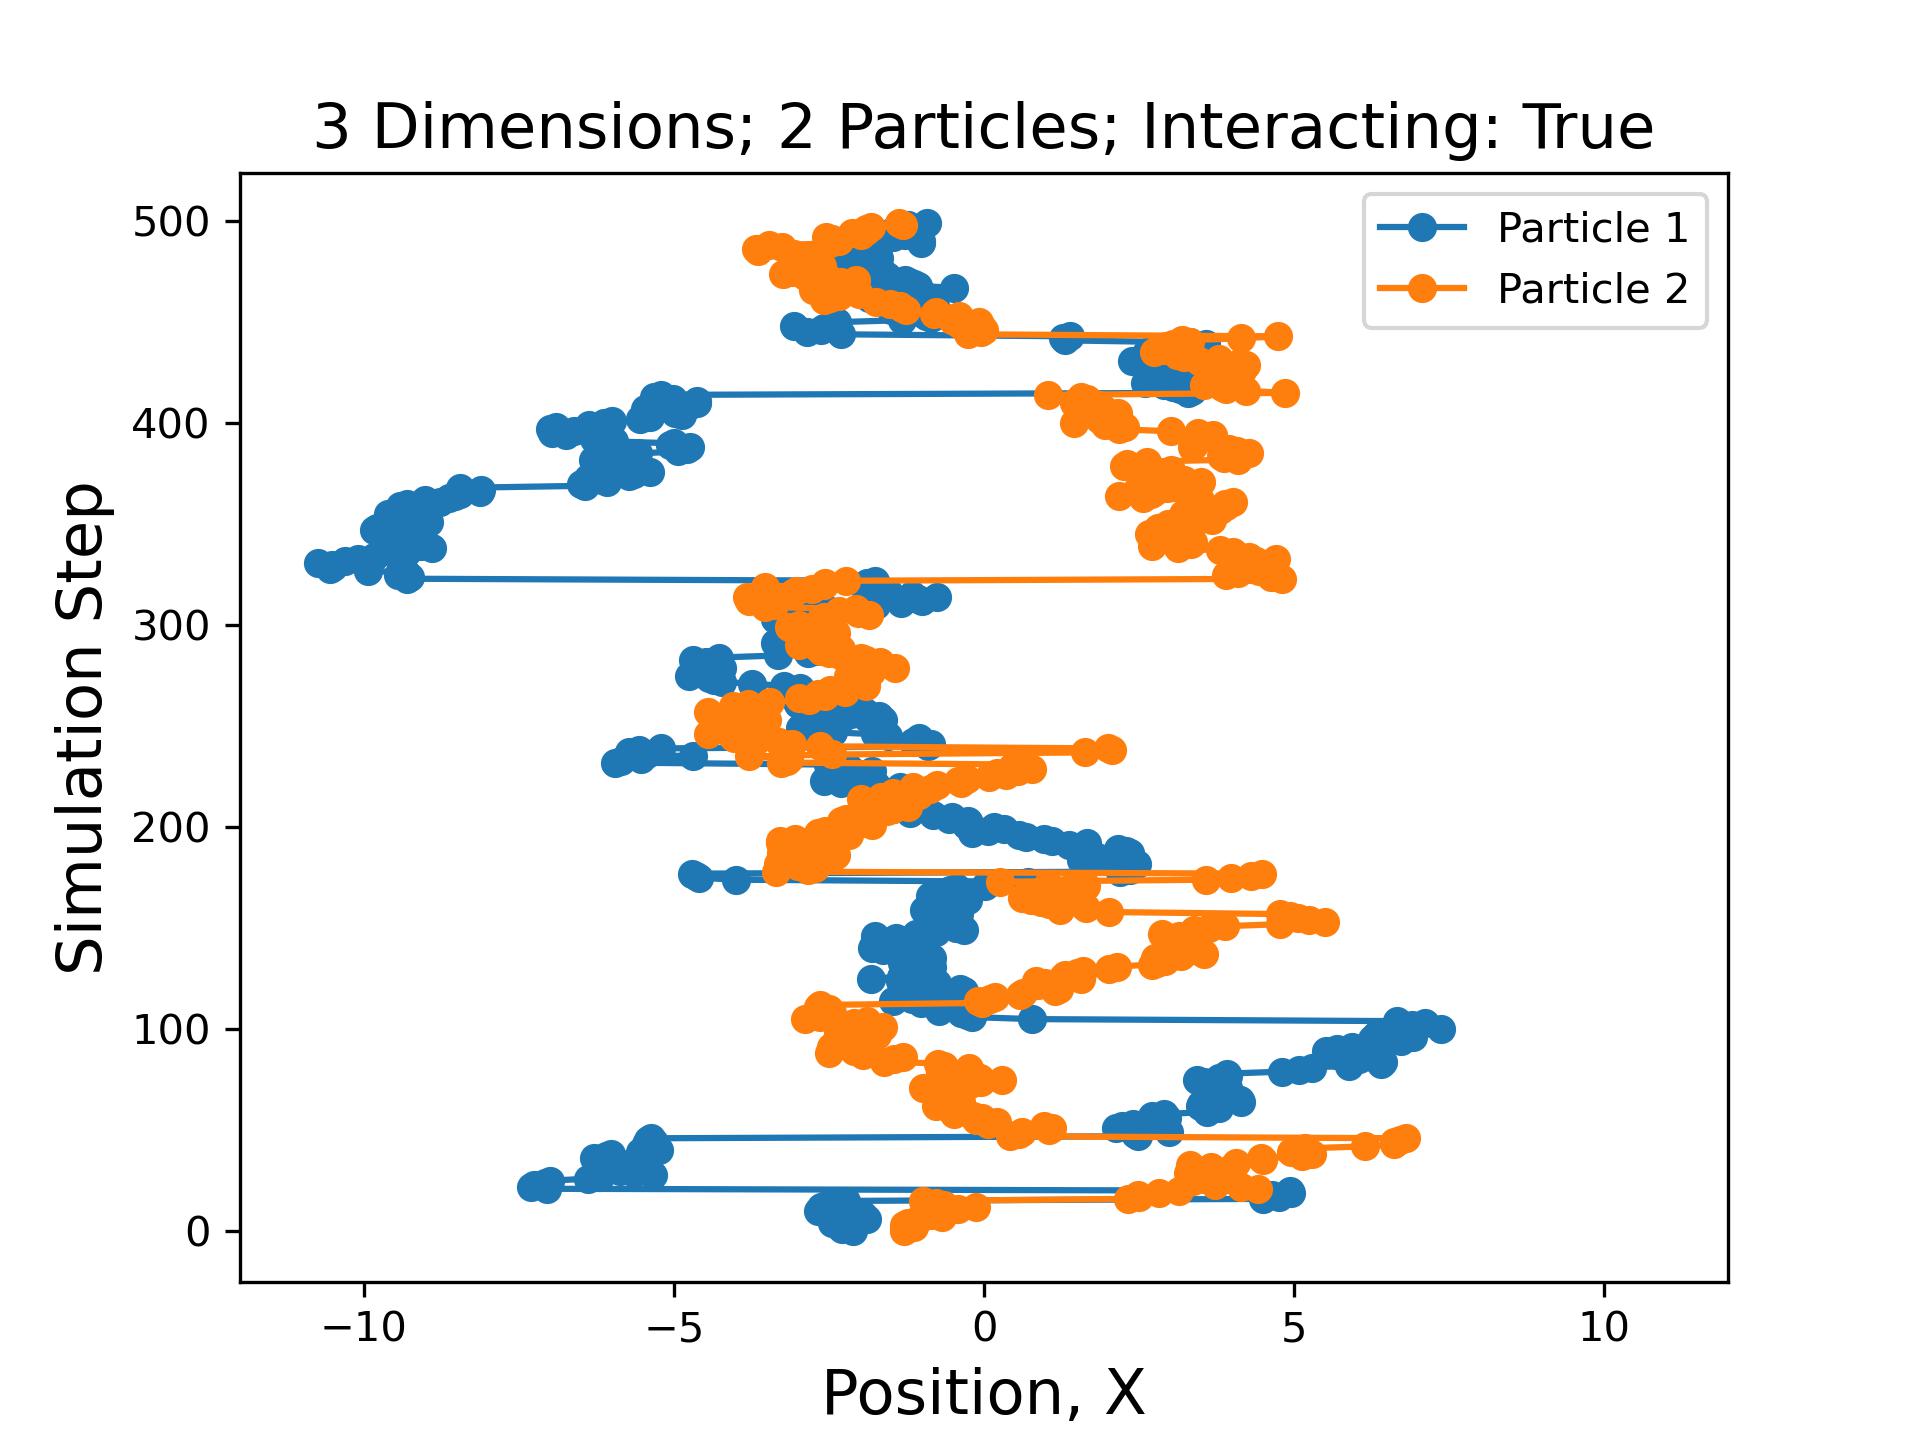 3 Dimensions; 2 Particles; Interacting: True
Particle 1
Particle 2
500
400
300
200
100
0
Simulation Step
−10
−5
0
5
10
Position, X